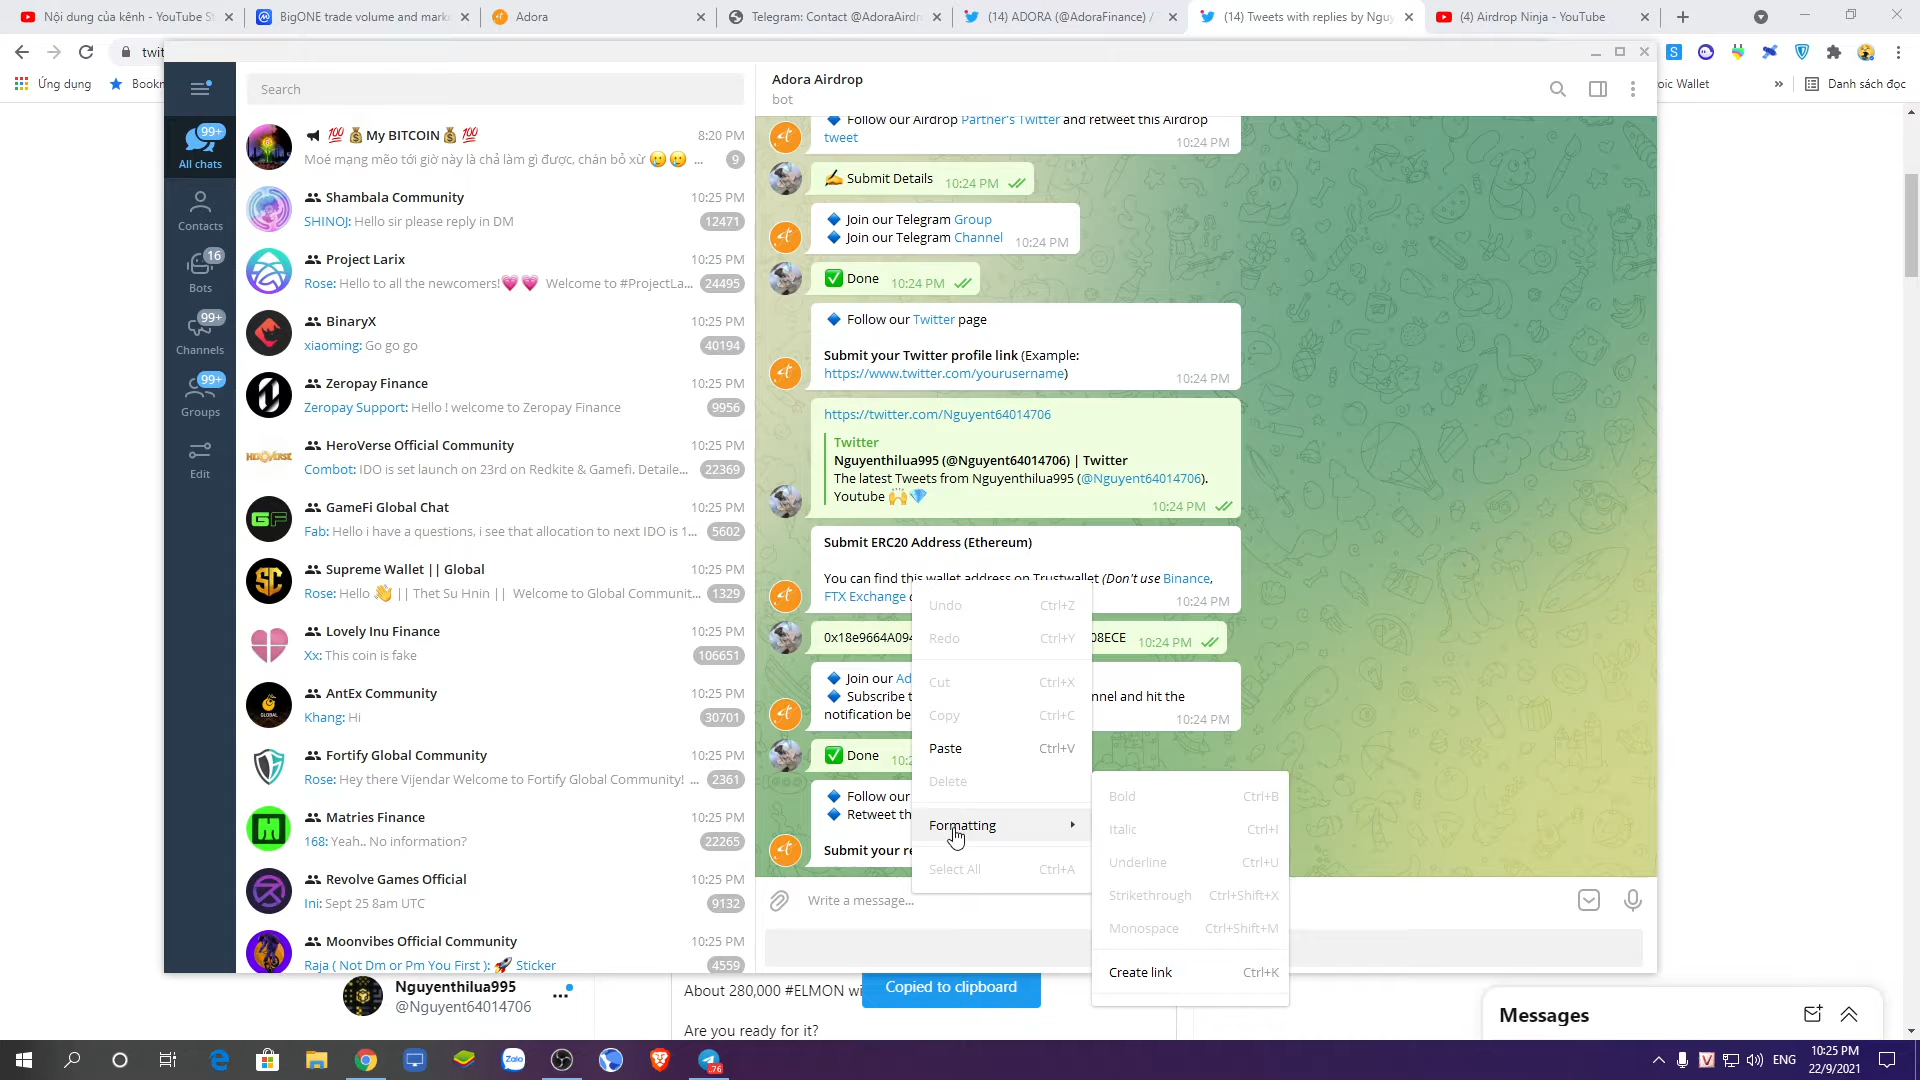 Nội dung của kênh - YouTube St
BigONE trade volume and mark
Adora
Telegram: Contact @AdoraAirdr
(14) ADORA (@AdoraFinance) /
(14) Tweets with replies by Nguy
(4) Airdrop Ninja - YouTube
twit
Ứng dụng
Bookn
oic Wallet
»
Danh sách đọc
Search
Adora Airdrop
bot
99+
All chats
Contacts
16
Bots
99+
Channels
99+
Groups
Edit
💯💰My BITCOIN💰💯 8:20 PM
Moé mạng mẽo tới giờ này là chả làm gì được, chán bỏ xừ 🥲🥲 ... 9
Shambala Community 10:25 PM
SHINOJ: Hello sir please reply in DM 12471
Project Larix 10:25 PM
Rose: Hello to all the newcomers!💗💗 Welcome to #ProjectLa... 24495
BinaryX 10:25 PM
xiaoming: Go go go 40194
Zeropay Finance 10:25 PM
Zeropay Support: Hello ! welcome to Zeropay Finance 9956
HeroVerse Official Community 10:25 PM
Combot: IDO is set launch on 23rd on Redkite & Gamefi. Detaile... 22369
GameFi Global Chat 10:25 PM
Fab: Hello i have a questions, i see that allocation to next IDO is 1... 5602
Supreme Wallet || Global 10:25 PM
Rose: Hello 👋 || Thet Su Hnin || Welcome to Global Communit... 1329
Lovely Inu Finance 10:25 PM
Xx: This coin is fake 106651
AntEx Community 10:25 PM
Khang: Hi 30701
Fortify Global Community 10:25 PM
Rose: Hey there Vijendar Welcome to Fortify Global Community! ... 2361
Matries Finance 10:25 PM
168: Yeah.. No information? 22265
Revolve Games Official 10:25 PM
Ini: Sept 25 8am UTC 9132
Moonvibes Official Community 10:25 PM
Raja ( Not Dm or Pm You First ): 🚀 Sticker 4559
🔷 Follow our Airdrop Partner's Twitter and retweet this Airdrop
tweet 10:24 PM
✍️ Submit Details 10:24 PM
🔷 Join our Telegram Group
🔷 Join our Telegram Channel 10:24 PM
✅ Done 10:24 PM
🔷 Follow our Twitter page
Submit your Twitter profile link (Example:
https://www.twitter.com/yourusername) 10:24 PM
https://twitter.com/Nguyent64014706
Twitter
Nguyenthilua995 (@Nguyent64014706) | Twitter
The latest Tweets from Nguyenthilua995 (@Nguyent64014706).
Youtube 🙌💎
10:24 PM
Submit ERC20 Address (Ethereum)
You can find this wallet address on Trustwallet (Don't use Binance,
FTX Exchange 10:24 PM
0x18e9664A094 08ECE 10:24 PM
🔷 Join our Ad
🔷 Subscribe t nnel and hit the
notification be 10:24 PM
✅ Done 10:2
🔷 Follow our
🔷 Retweet th
Submit your re
Undo Ctrl+Z
Redo Ctrl+Y
Cut Ctrl+X
Copy Ctrl+C
Paste Ctrl+V
Delete
Formatting
Select All Ctrl+A
Bold Ctrl+B
Italic Ctrl+I
Underline Ctrl+U
Strikethrough Ctrl+Shift+X
Monospace Ctrl+Shift+M
Create link Ctrl+K
Write a message...
Nguyenthilua995
@Nguyent64014706
About 280,000 #ELMON wi
Copied to clipboard
Are you ready for it?
Messages
Zalo
.76
ENG
10:25 PM
22/9/2021